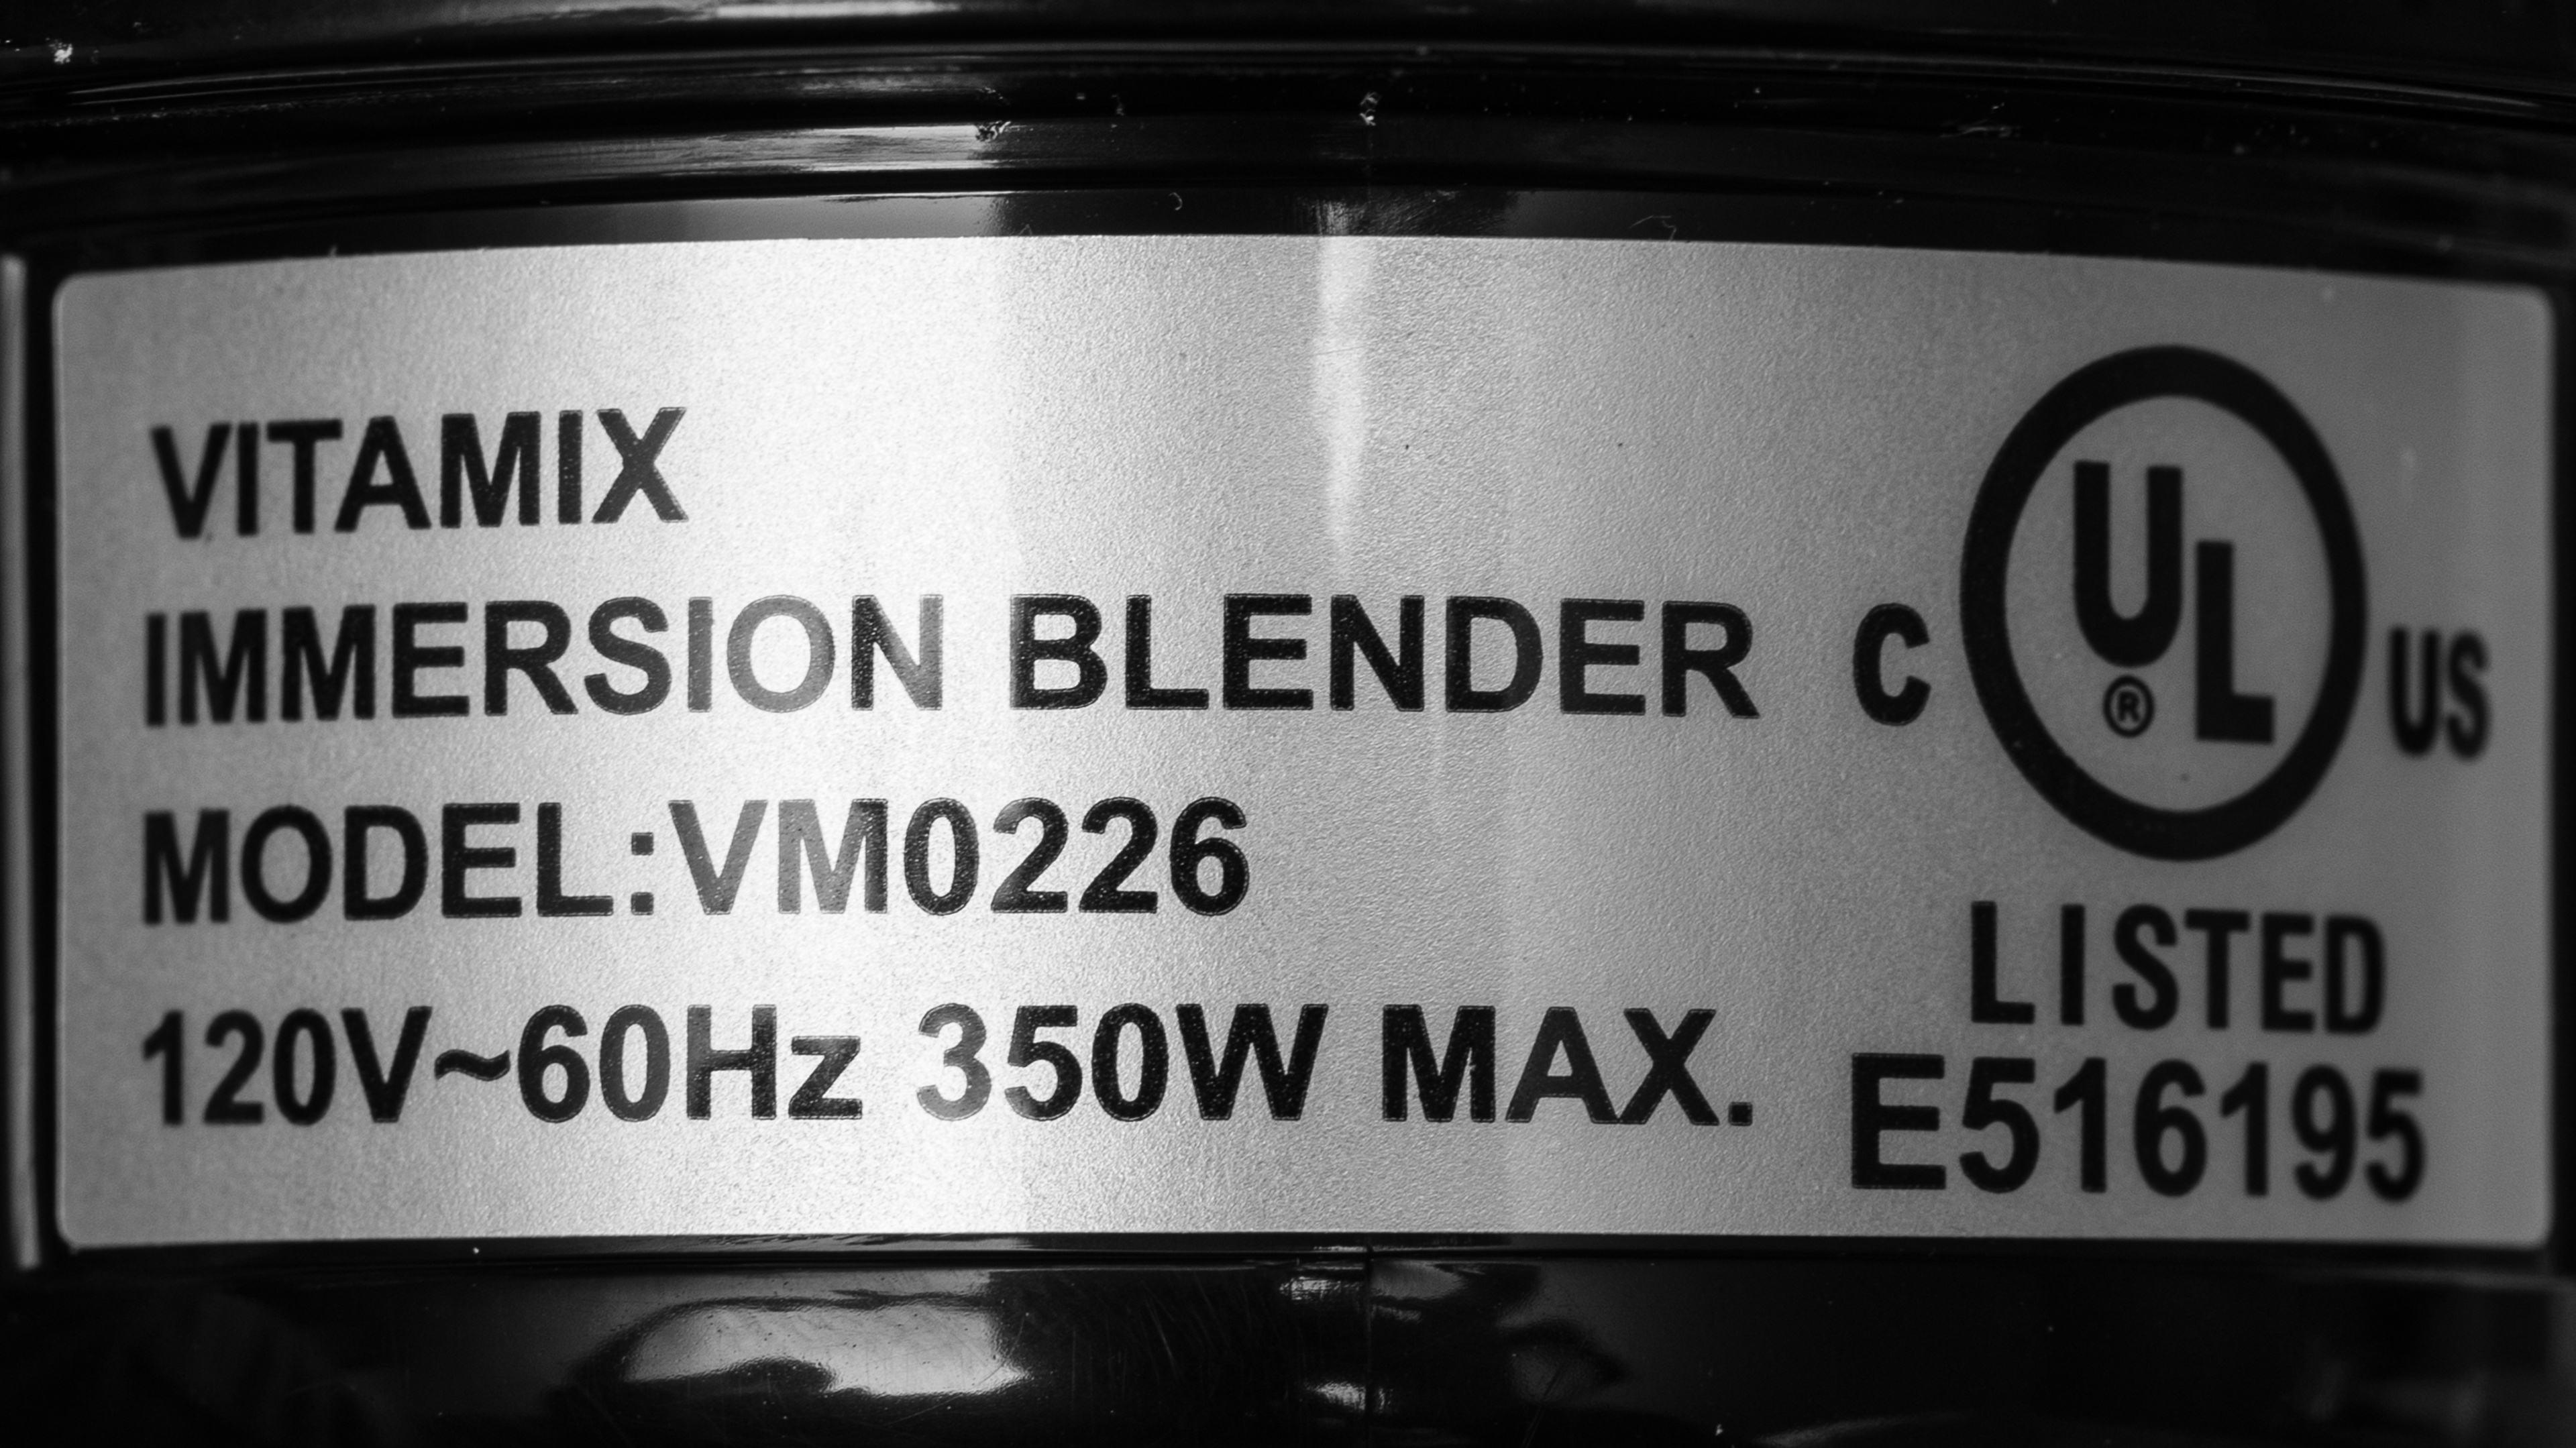 VITAMIX
IMMERSION BLENDER
MODEL:VM0226
120V~60Hz 350W MAX.
C UL® US
LISTED
E516195